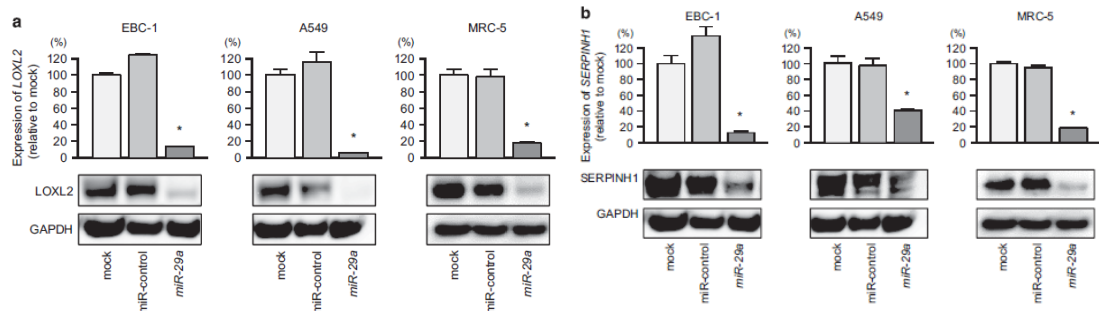 a
EBC-1
A549
MRC-5
(%)
(%)
(%)
Expression of LOXL2
(relative to mock)
120
100
80
60
40
20
0
*
120
100
80
60
40
20
0
*
120
100
80
60
40
20
0
*
LOXL2
GAPDH
mock
miR-control
miR-29a
mock
miR-control
miR-29a
mock
miR-control
miR-29a
b
EBC-1
A549
MRC-5
(%)
(%)
(%)
Expression of SERPINH1
(relative to mock)
120
100
80
60
40
20
0
*
120
100
80
60
40
20
0
*
120
100
80
60
40
20
0
*
SERPINH1
GAPDH
mock
miR-control
miR-29a
mock
miR-control
miR-29a
mock
miR-control
miR-29a